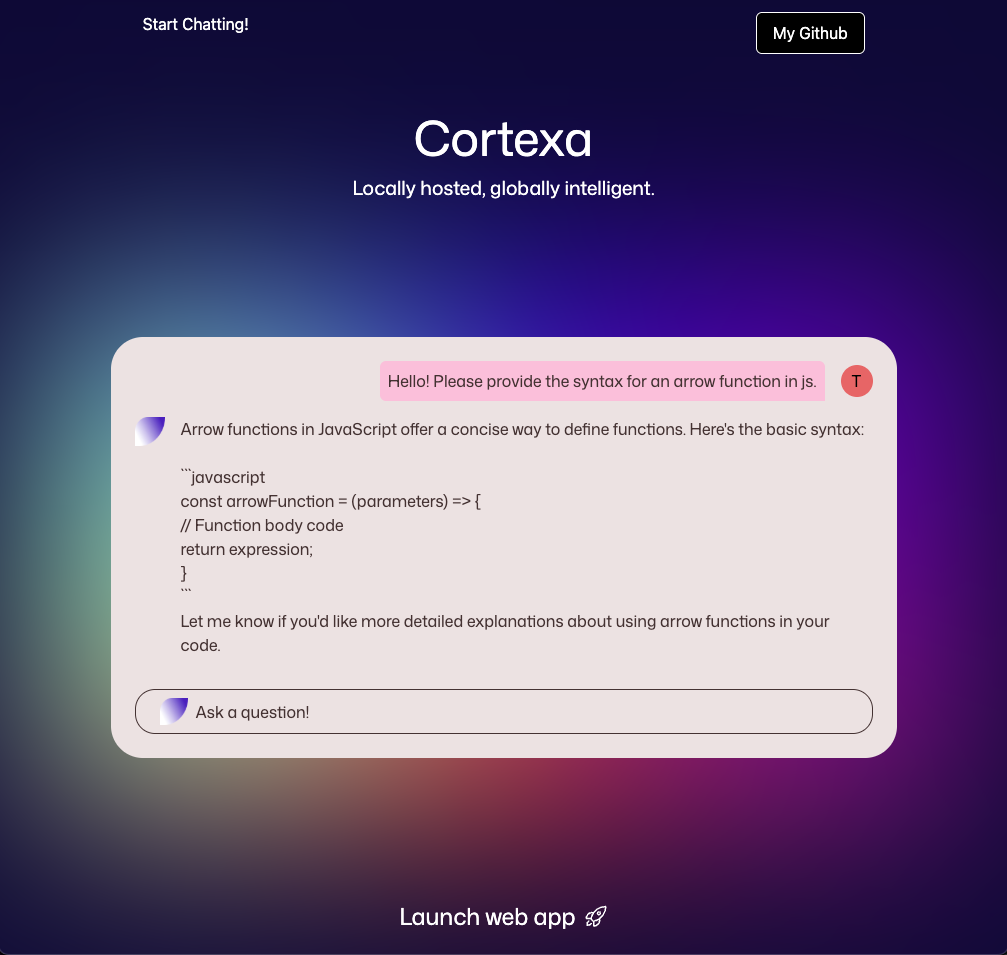 Start Chatting!
My Github
Cortexa
Locally hosted, globally intelligent.
Hello! Please provide the syntax for an arrow function in js.
T
Arrow functions in JavaScript offer a concise way to define functions. Here's the basic syntax:
```javascript
const arrowFunction = (parameters) => {
// Function body code
return expression;
}
```
Let me know if you'd like more detailed explanations about using arrow functions in your
code.
Ask a question!
Launch web app